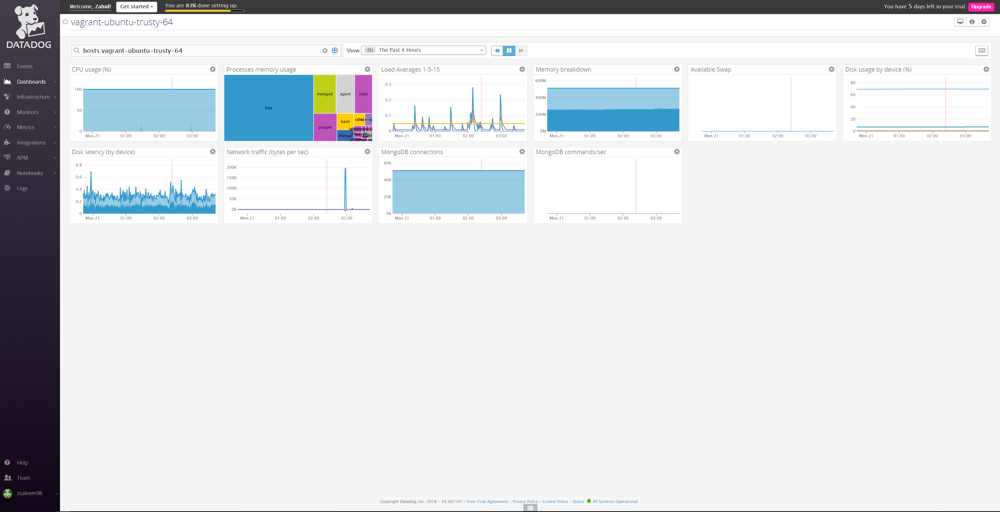 DATADOG
Welcome, Zahid!
Get started
You are 83% done setting up.
You have 5 days left in your trial.
Upgrade
Events
Dashboards
Infrastructure
Monitors
Metrics
Integrations
APM
Notebooks
Logs
Help
Team
zsaleem98
vagrant-ubuntu-trusty-64
hosts:vagrant-ubuntu-trusty-64
Show 4h The Past 4 Hours
CPU usage (%)
100
50
0
Mon 21 01:00 02:00 03:00
Processes memory usage
free
mongod
agent
ruby
puppet
bash
mongo
Load Averages 1-5-15
0.3
0.2
0.1
0
Mon 21 01:00 02:00 03:00
Memory breakdown
600M
400M
200M
0M
Mon 21 01:00 02:00 03:00
Available Swap
Mon 21 01:00 02:00 03:00
Disk usage by device (%)
80
60
40
20
0
Mon 21 01:00 02:00 03:00
Disk latency (by device)
0.8
0.6
0.4
0.2
0
Mon 21 01:00 02:00 03:00
Network traffic (bytes per sec)
200K
150K
100K
50K
0K
Mon 21 01:00 02:00 03:00
MongoDB connections
60K
40K
20K
0K
Mon 21 01:00 02:00 03:00
MongoDB commands/sec
Mon 21 01:00 02:00 03:00
Copyright Datadog, Inc. 2018 - 34.387107 - Free-Trial Agreement - Privacy Policy - Cookie Policy - Status All Systems Operational